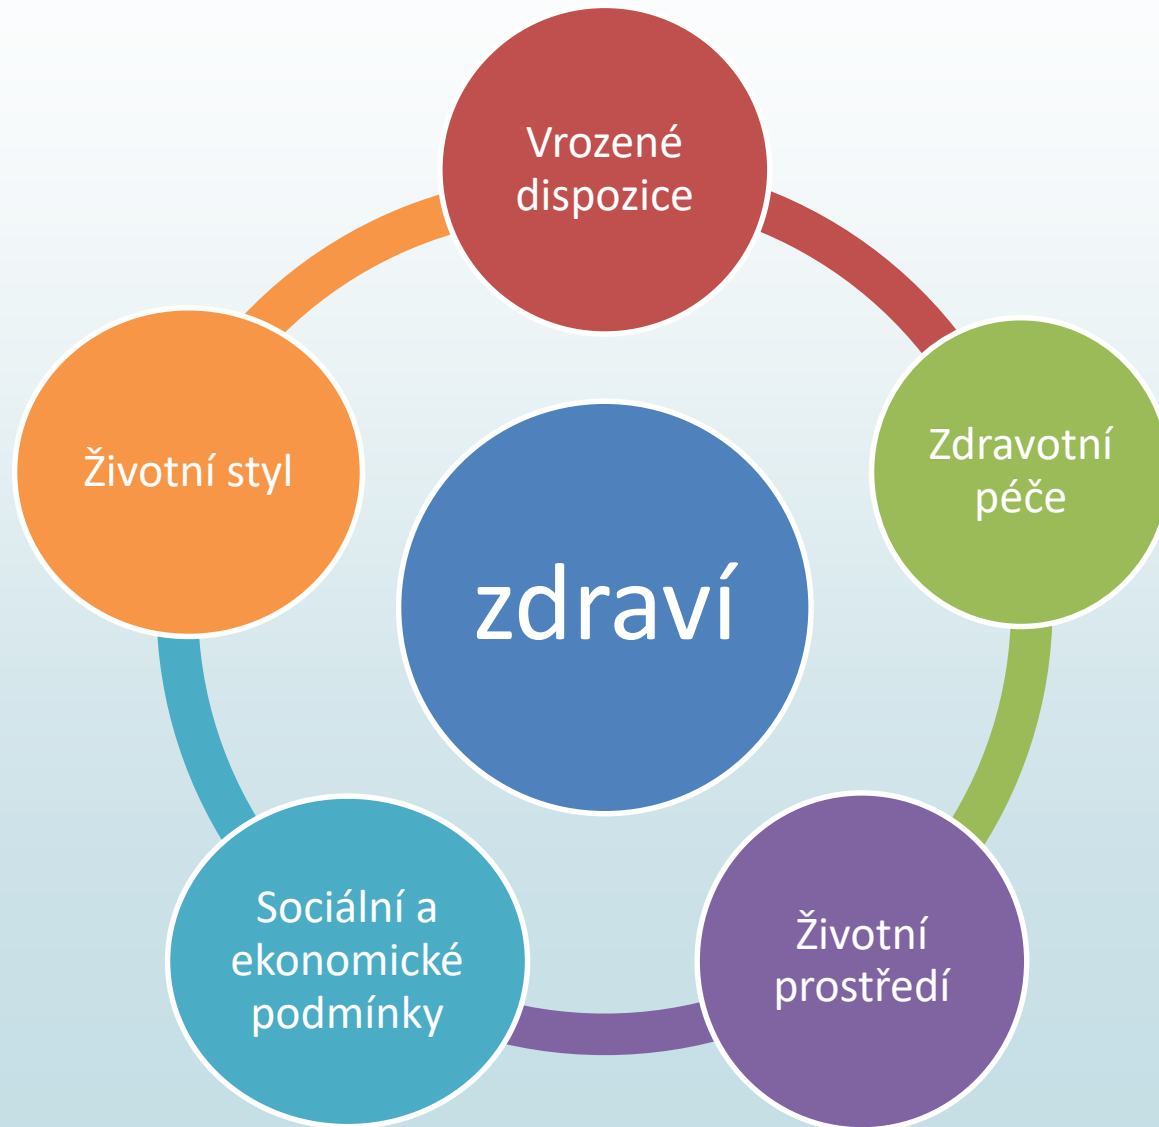 Vrozené
dispozice
Zdravotní
péče
Životní styl
zdraví
Sociální a
ekonomické
podmínky
Životní
prostředí